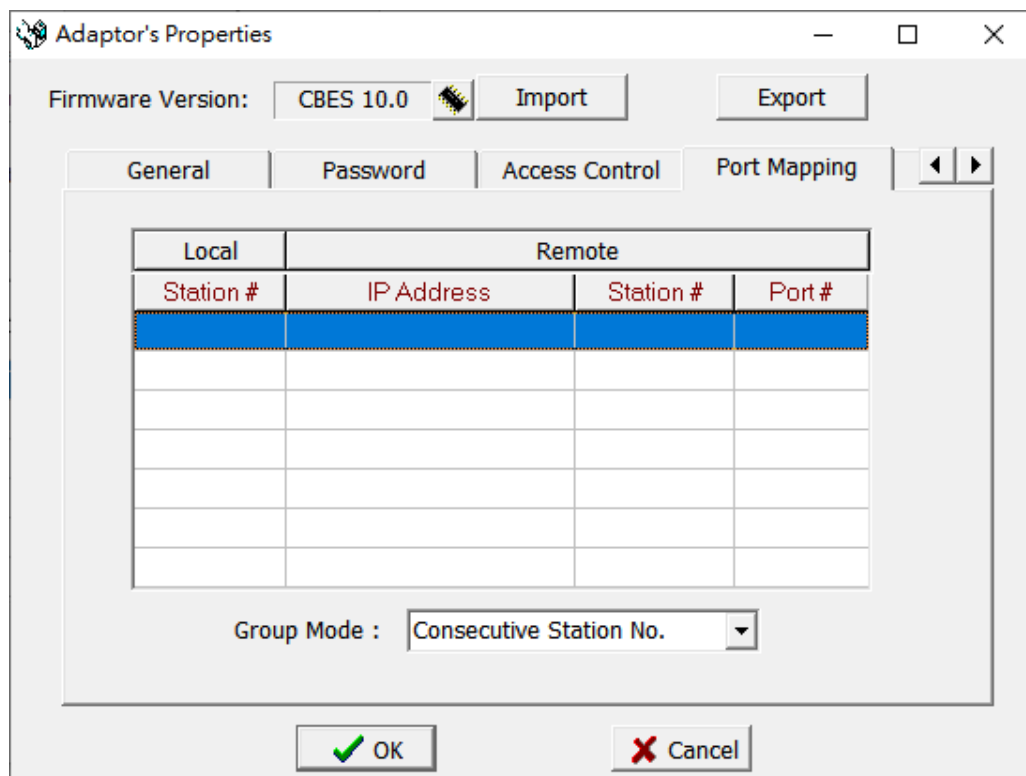 Adaptor's Properties
Firmware Version: CBES 10.0 Import Export
General Password Access Control Port Mapping
Local Remote
Station # IP Address Station # Port #
Group Mode : Consecutive Station No.
OK Cancel